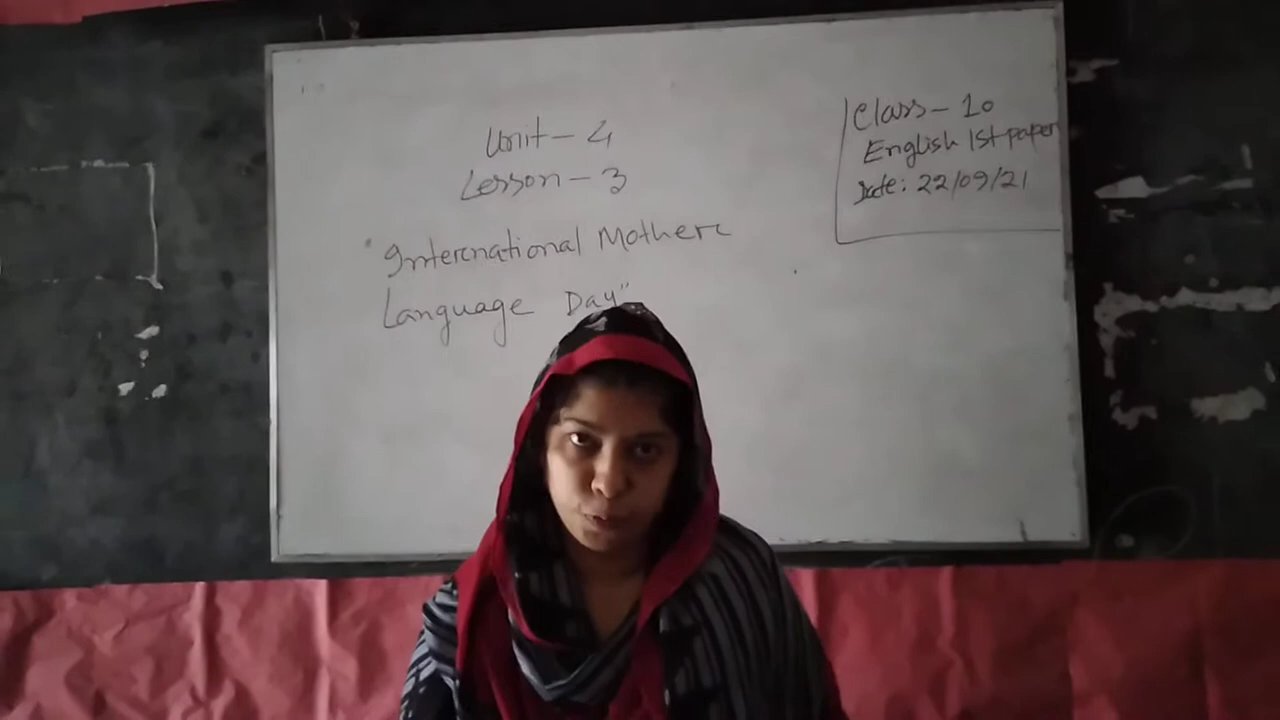 Unit - 4
Lesson - 3
"International Mother
Language Day"
Class - 10
English 1st paper
Date: 22/09/21